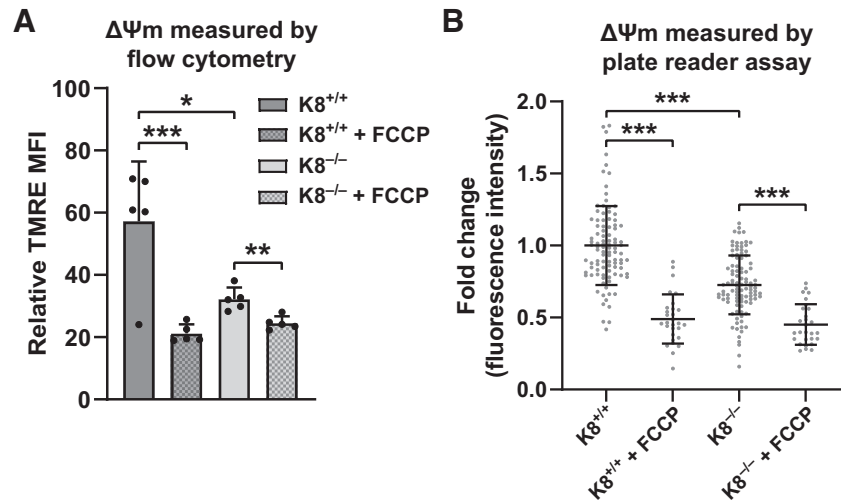 A
ΔΨm measured by
flow cytometry
Relative TMRE MFI
100
80
60
40
20
0
*
***
**
K8+/+
K8+/+ + FCCP
K8–/–
K8–/– + FCCP
B
ΔΨm measured by
plate reader assay
Fold change
(fluorescence intensity)
2.0
1.5
1.0
0.5
0.0
***
***
***
K8+/+
K8+/+ + FCCP
K8–/–
K8–/– + FCCP